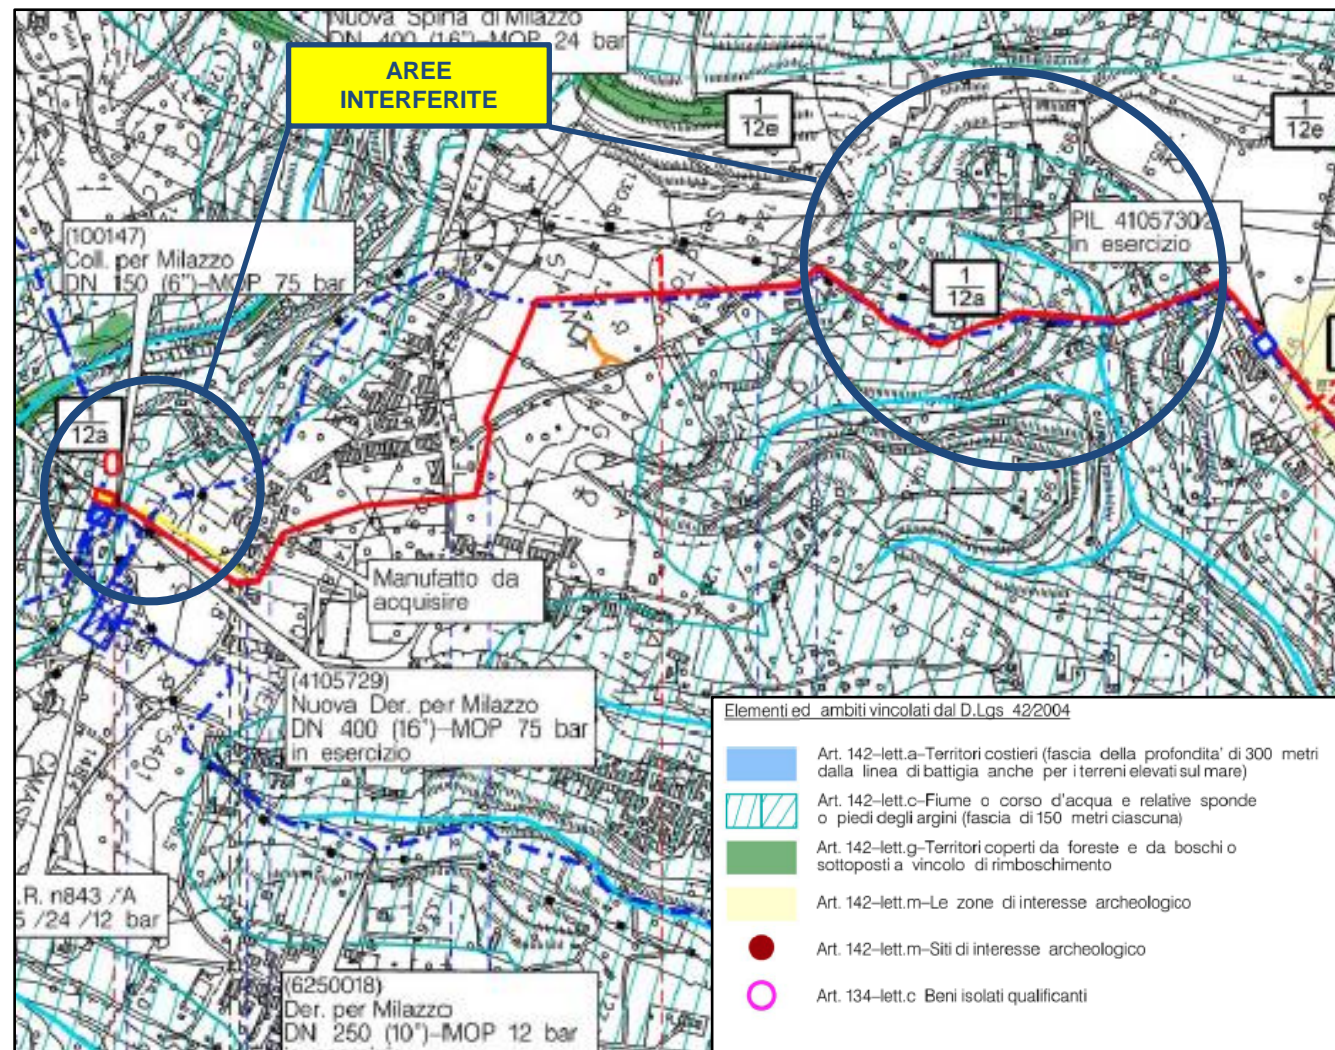 Nuova Spina di Milazzo
DN 400 (16")-MOP 24 bar
AREE
INTERFERITE
1
12e
1
12e
(100147)
Coll. per Milazzo
DN 150 (6")-MOP 75 bar
PIL 4105730/2
in esercizio
1
12a
12a
Manufatto da
acquisire
(4105729)
Nuova Der. per Milazzo
DN 400 (16")-MOP 75 bar
in esercizio
.R. n843 /A
5 /24 /12 bar
(6250018)
Der. per Milazzo
DN 250 (10")-MOP 12 bar
Elementi ed ambiti vincolati dal D.Lgs 42/2004
Art. 142-lett.a-Territori costieri (fascia della profondita' di 300 metri
dalla linea di battigia anche per i terreni elevati sul mare)
Art. 142-lett.c-Fiume o corso d'acqua e relative sponde
o piedi degli argini (fascia di 150 metri ciascuna)
Art. 142-lett.g-Territori coperti da foreste e da boschi o
sottoposti a vincolo di rimboschimento
Art. 142-lett.m-Le zone di interesse archeologico
Art. 142-lett.m-Siti di interesse archeologico
Art. 134-lett.c Beni isolati qualificanti